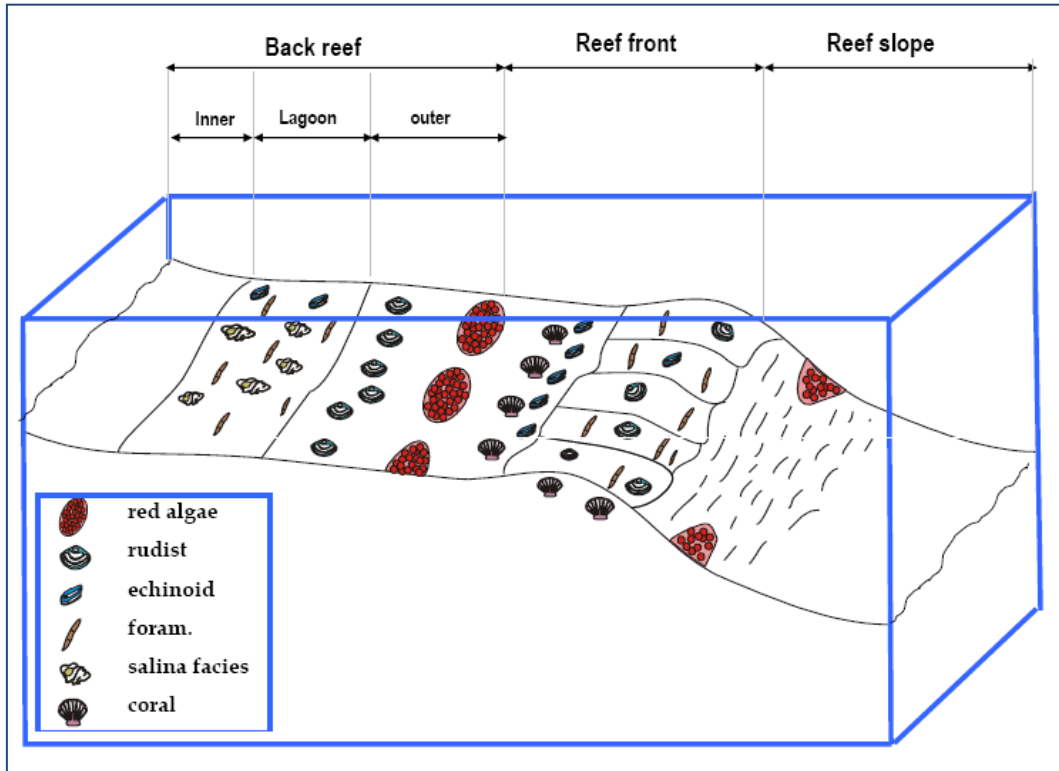 Back reef
Reef front
Reef slope
Inner
Lagoon
outer
red algae
rudist
echinoid
foram.
salina facies
coral